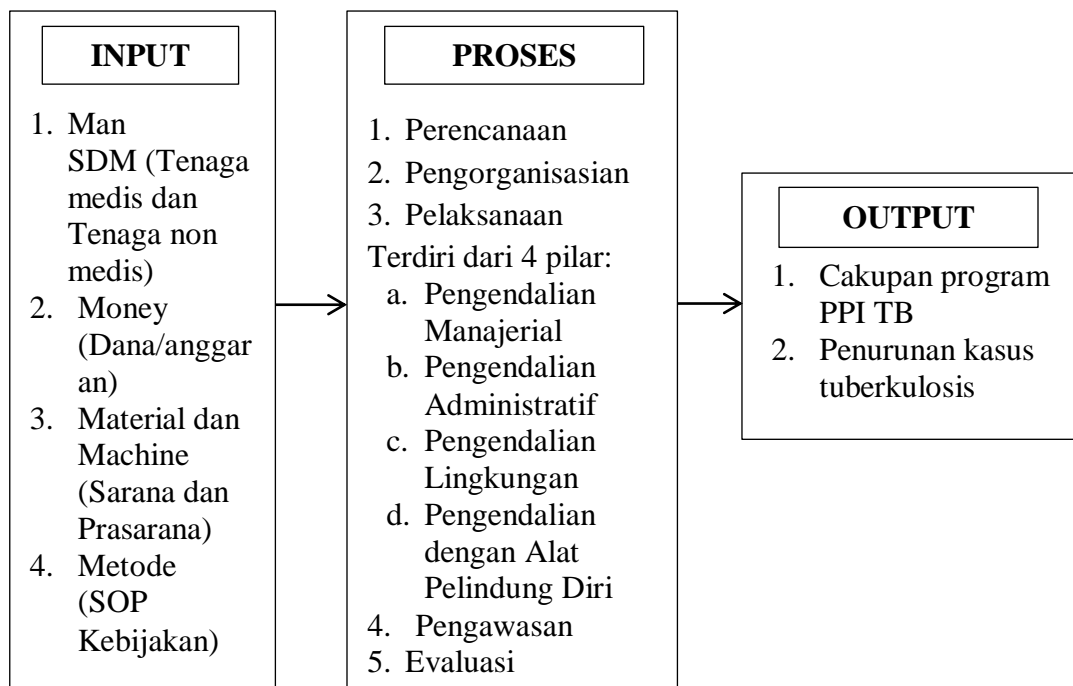 INPUT
1. Man
SDM (Tenaga
medis dan
Tenaga non
medis)
2. Money
(Dana/anggar
an)
3. Material dan
Machine
(Sarana dan
Prasarana)
4. Metode
(SOP
Kebijakan)
PROSES
1. Perencanaan
2. Pengorganisasian
3. Pelaksanaan
Terdiri dari 4 pilar:
a. Pengendalian
Manajerial
b. Pengendalian
Administratif
c. Pengendalian
Lingkungan
d. Pengendalian
dengan Alat
Pelindung Diri
4. Pengawasan
5. Evaluasi
OUTPUT
1. Cakupan program
PPI TB
2. Penurunan kasus
tuberkulosis